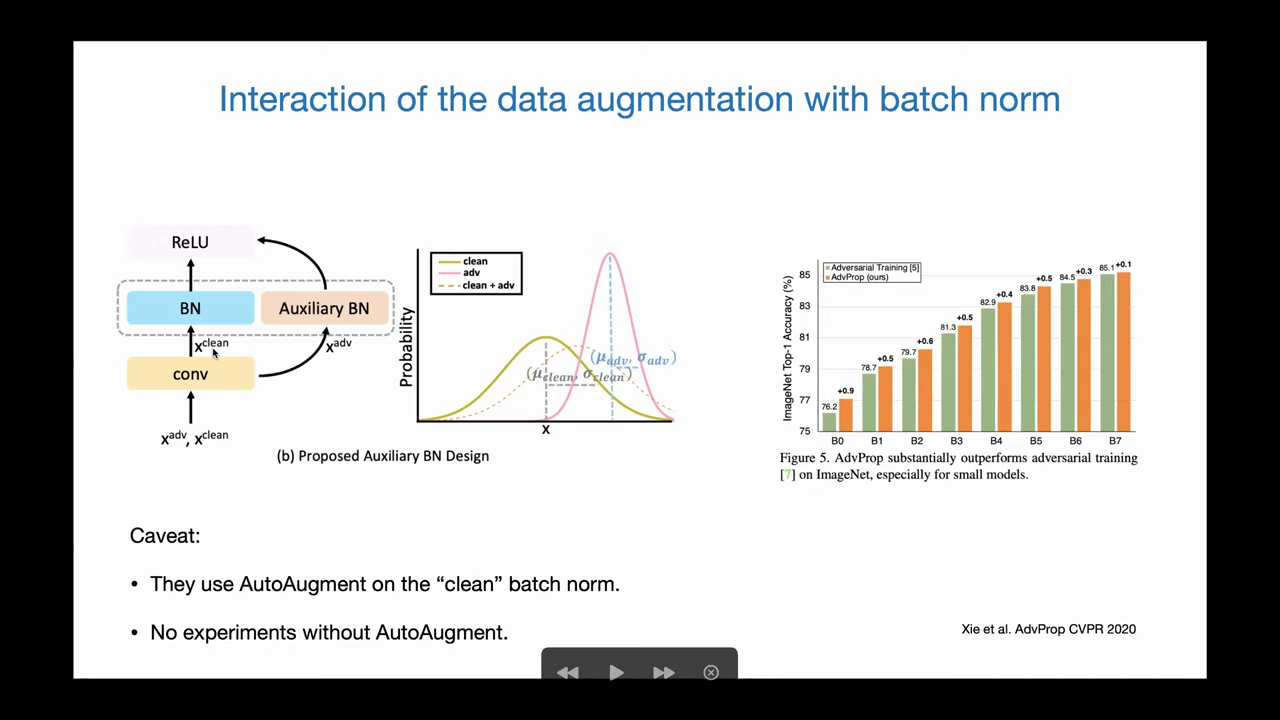 Interaction of the data augmentation with batch norm
ReLU
BN
Auxiliary BN
x^clean
x^adv
conv
x^adv, x^clean
clean
adv
clean + adv
Probability
(μadv, σadv)
(μclean, σclean)
x
(b) Proposed Auxiliary BN Design
ImageNet Top-1 Accuracy (%)
Adversarial Training [5]
AdvProp (ours)
85
83
81
79
77
75
76.2 +0.9
78.7 +0.5
79.7 +0.6
81.3 +0.5
82.9 +0.4
83.8 +0.5
84.5 +0.3
85.1 +0.1
B0 B1 B2 B3 B4 B5 B6 B7
Figure 5. AdvProp substantially outperforms adversarial training
[7] on ImageNet, especially for small models.
Caveat:
• They use AutoAugment on the “clean” batch norm.
• No experiments without AutoAugment.
Xie et al. AdvProp CVPR 2020